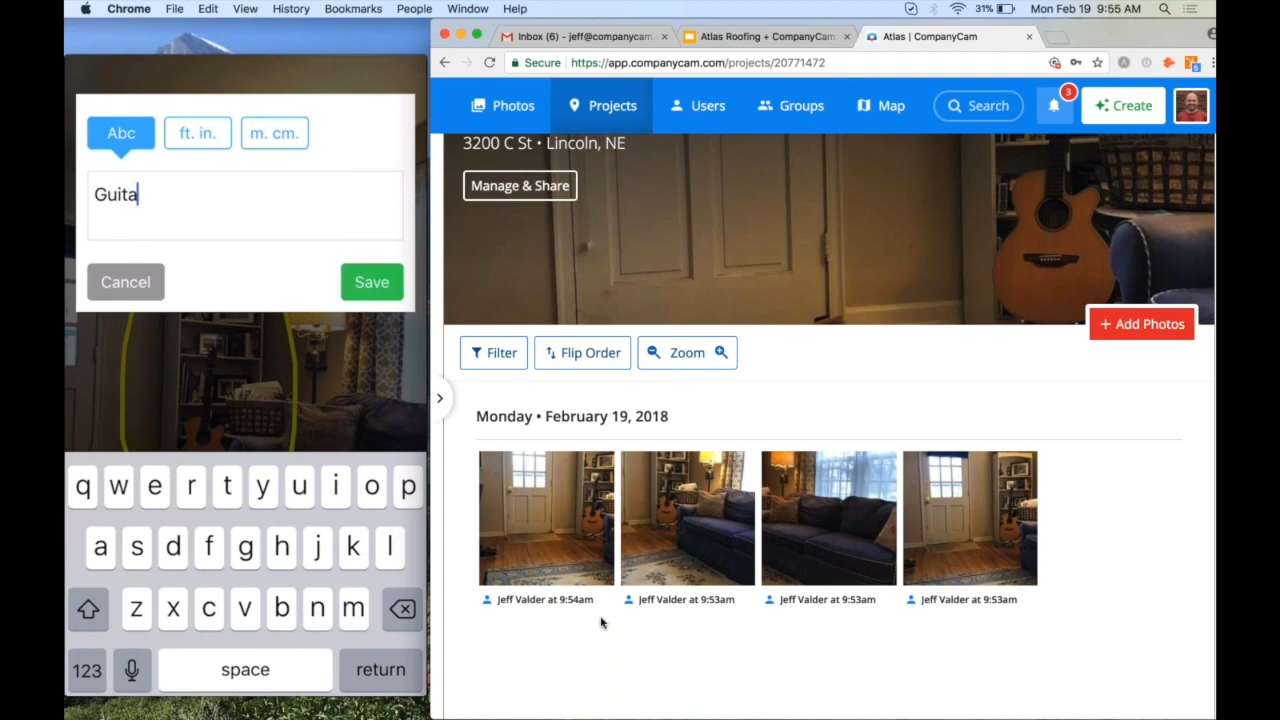 Chrome File Edit View History Bookmarks People Window Help
31% Mon Feb 19 9:55 AM
Inbox (6) - jeff@companycam.
Atlas Roofing + CompanyCam
Atlas | CompanyCam
Secure https://app.companycam.com/projects/20771472
Photos Projects Users Groups Map Search 3 Create
3200 C St • Lincoln, NE
Manage & Share
+ Add Photos
Filter Flip Order Zoom
Monday • February 19, 2018
Jeff Valder at 9:54am Jeff Valder at 9:53am Jeff Valder at 9:53am Jeff Valder at 9:53am
Abc ft. in. m. cm.
Guita
Cancel Save
q w e r t y u i o p
a s d f g h j k l
z x c v b n m
123 space return